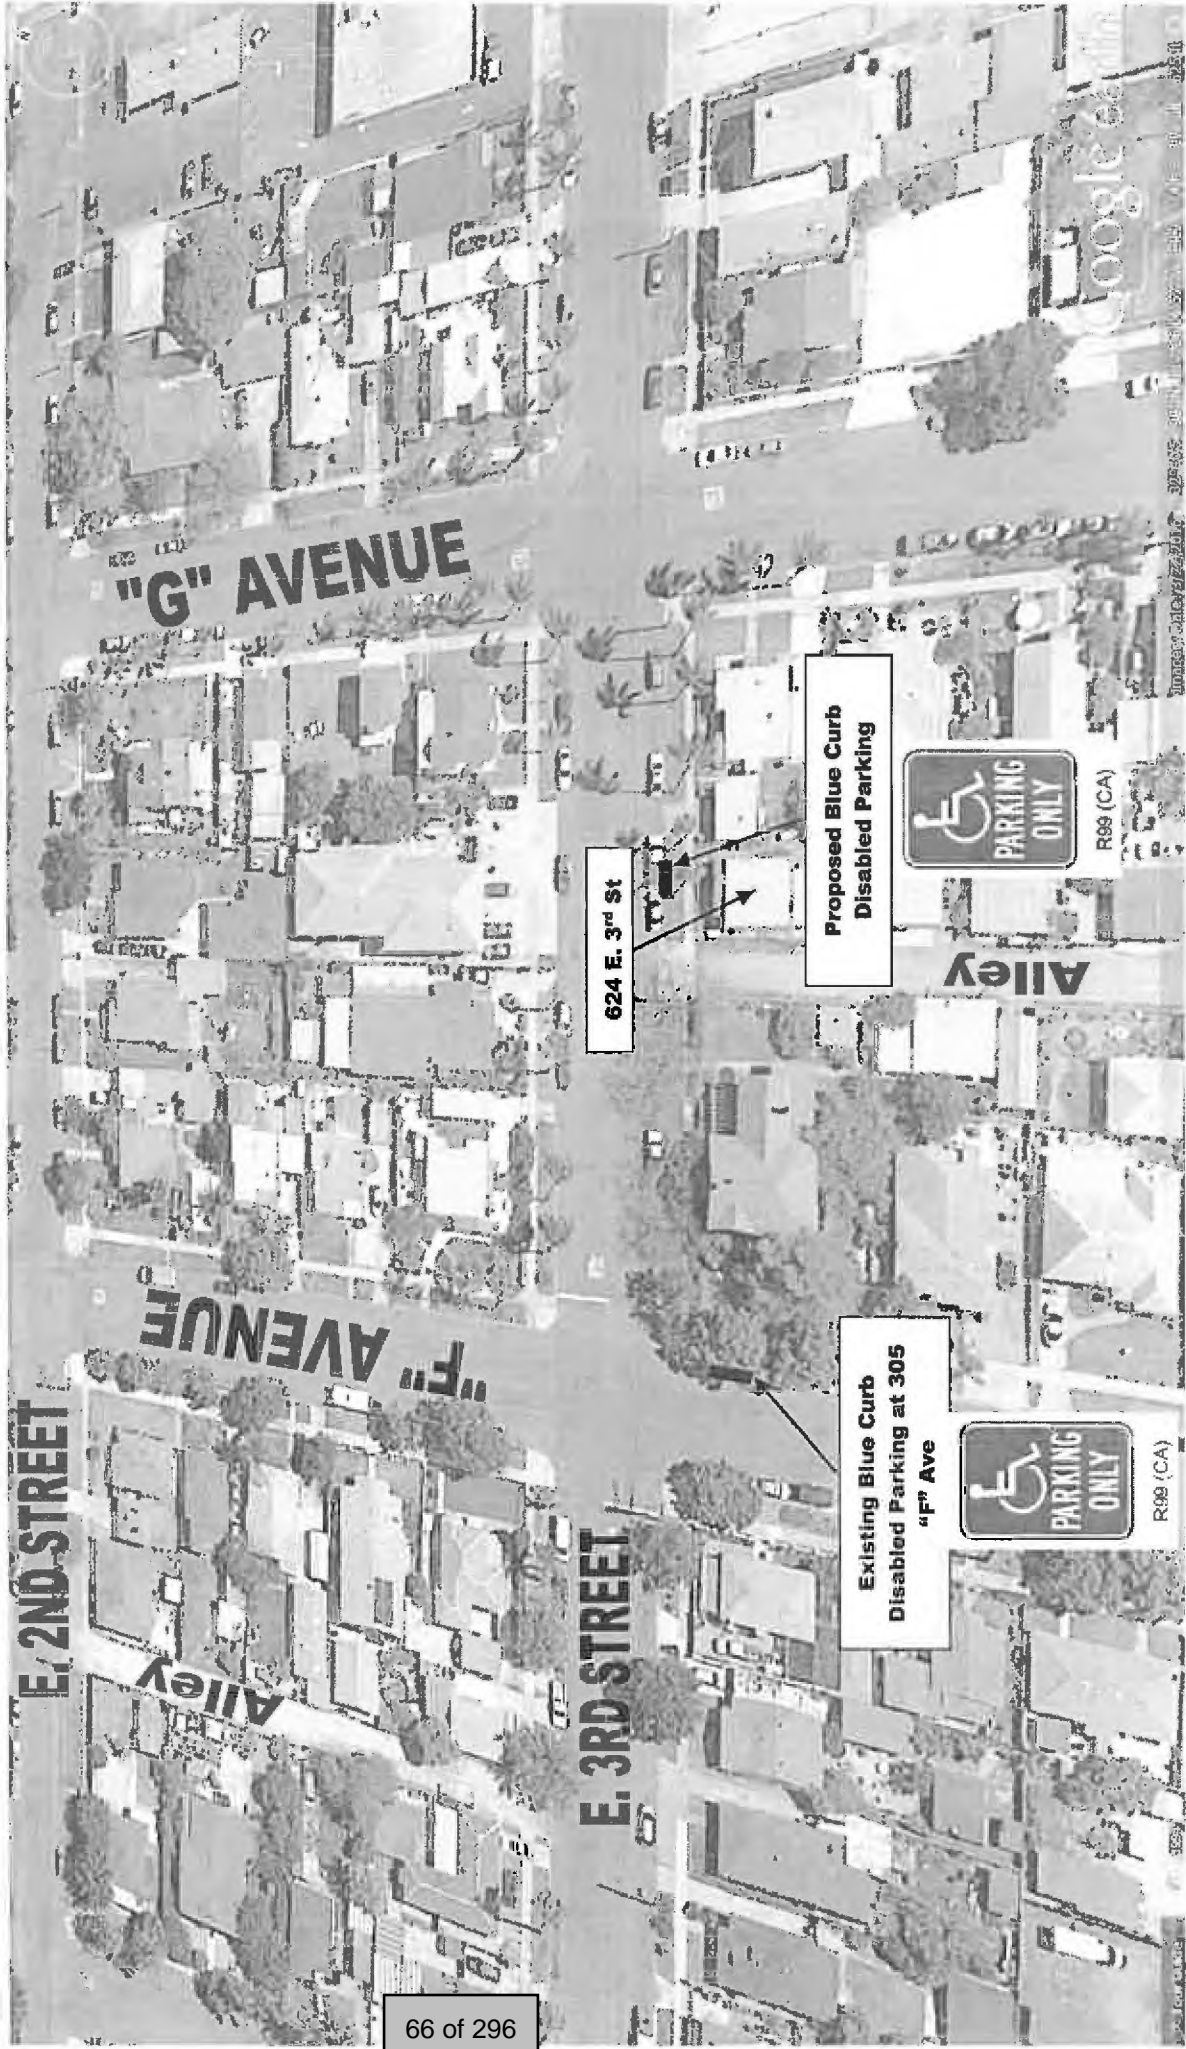 E. 2ND STREET
"F" AVENUE
"G" AVENUE
Alley
E. 3RD STREET
624 E. 3rd St
Proposed Blue Curb
Disabled Parking
Alley
PARKING
ONLY
R99 (CA)
Existing Blue Curb
Disabled Parking at 305
“F” Ave
PARKING
ONLY
R99 (CA)
Google earth
66 of 296